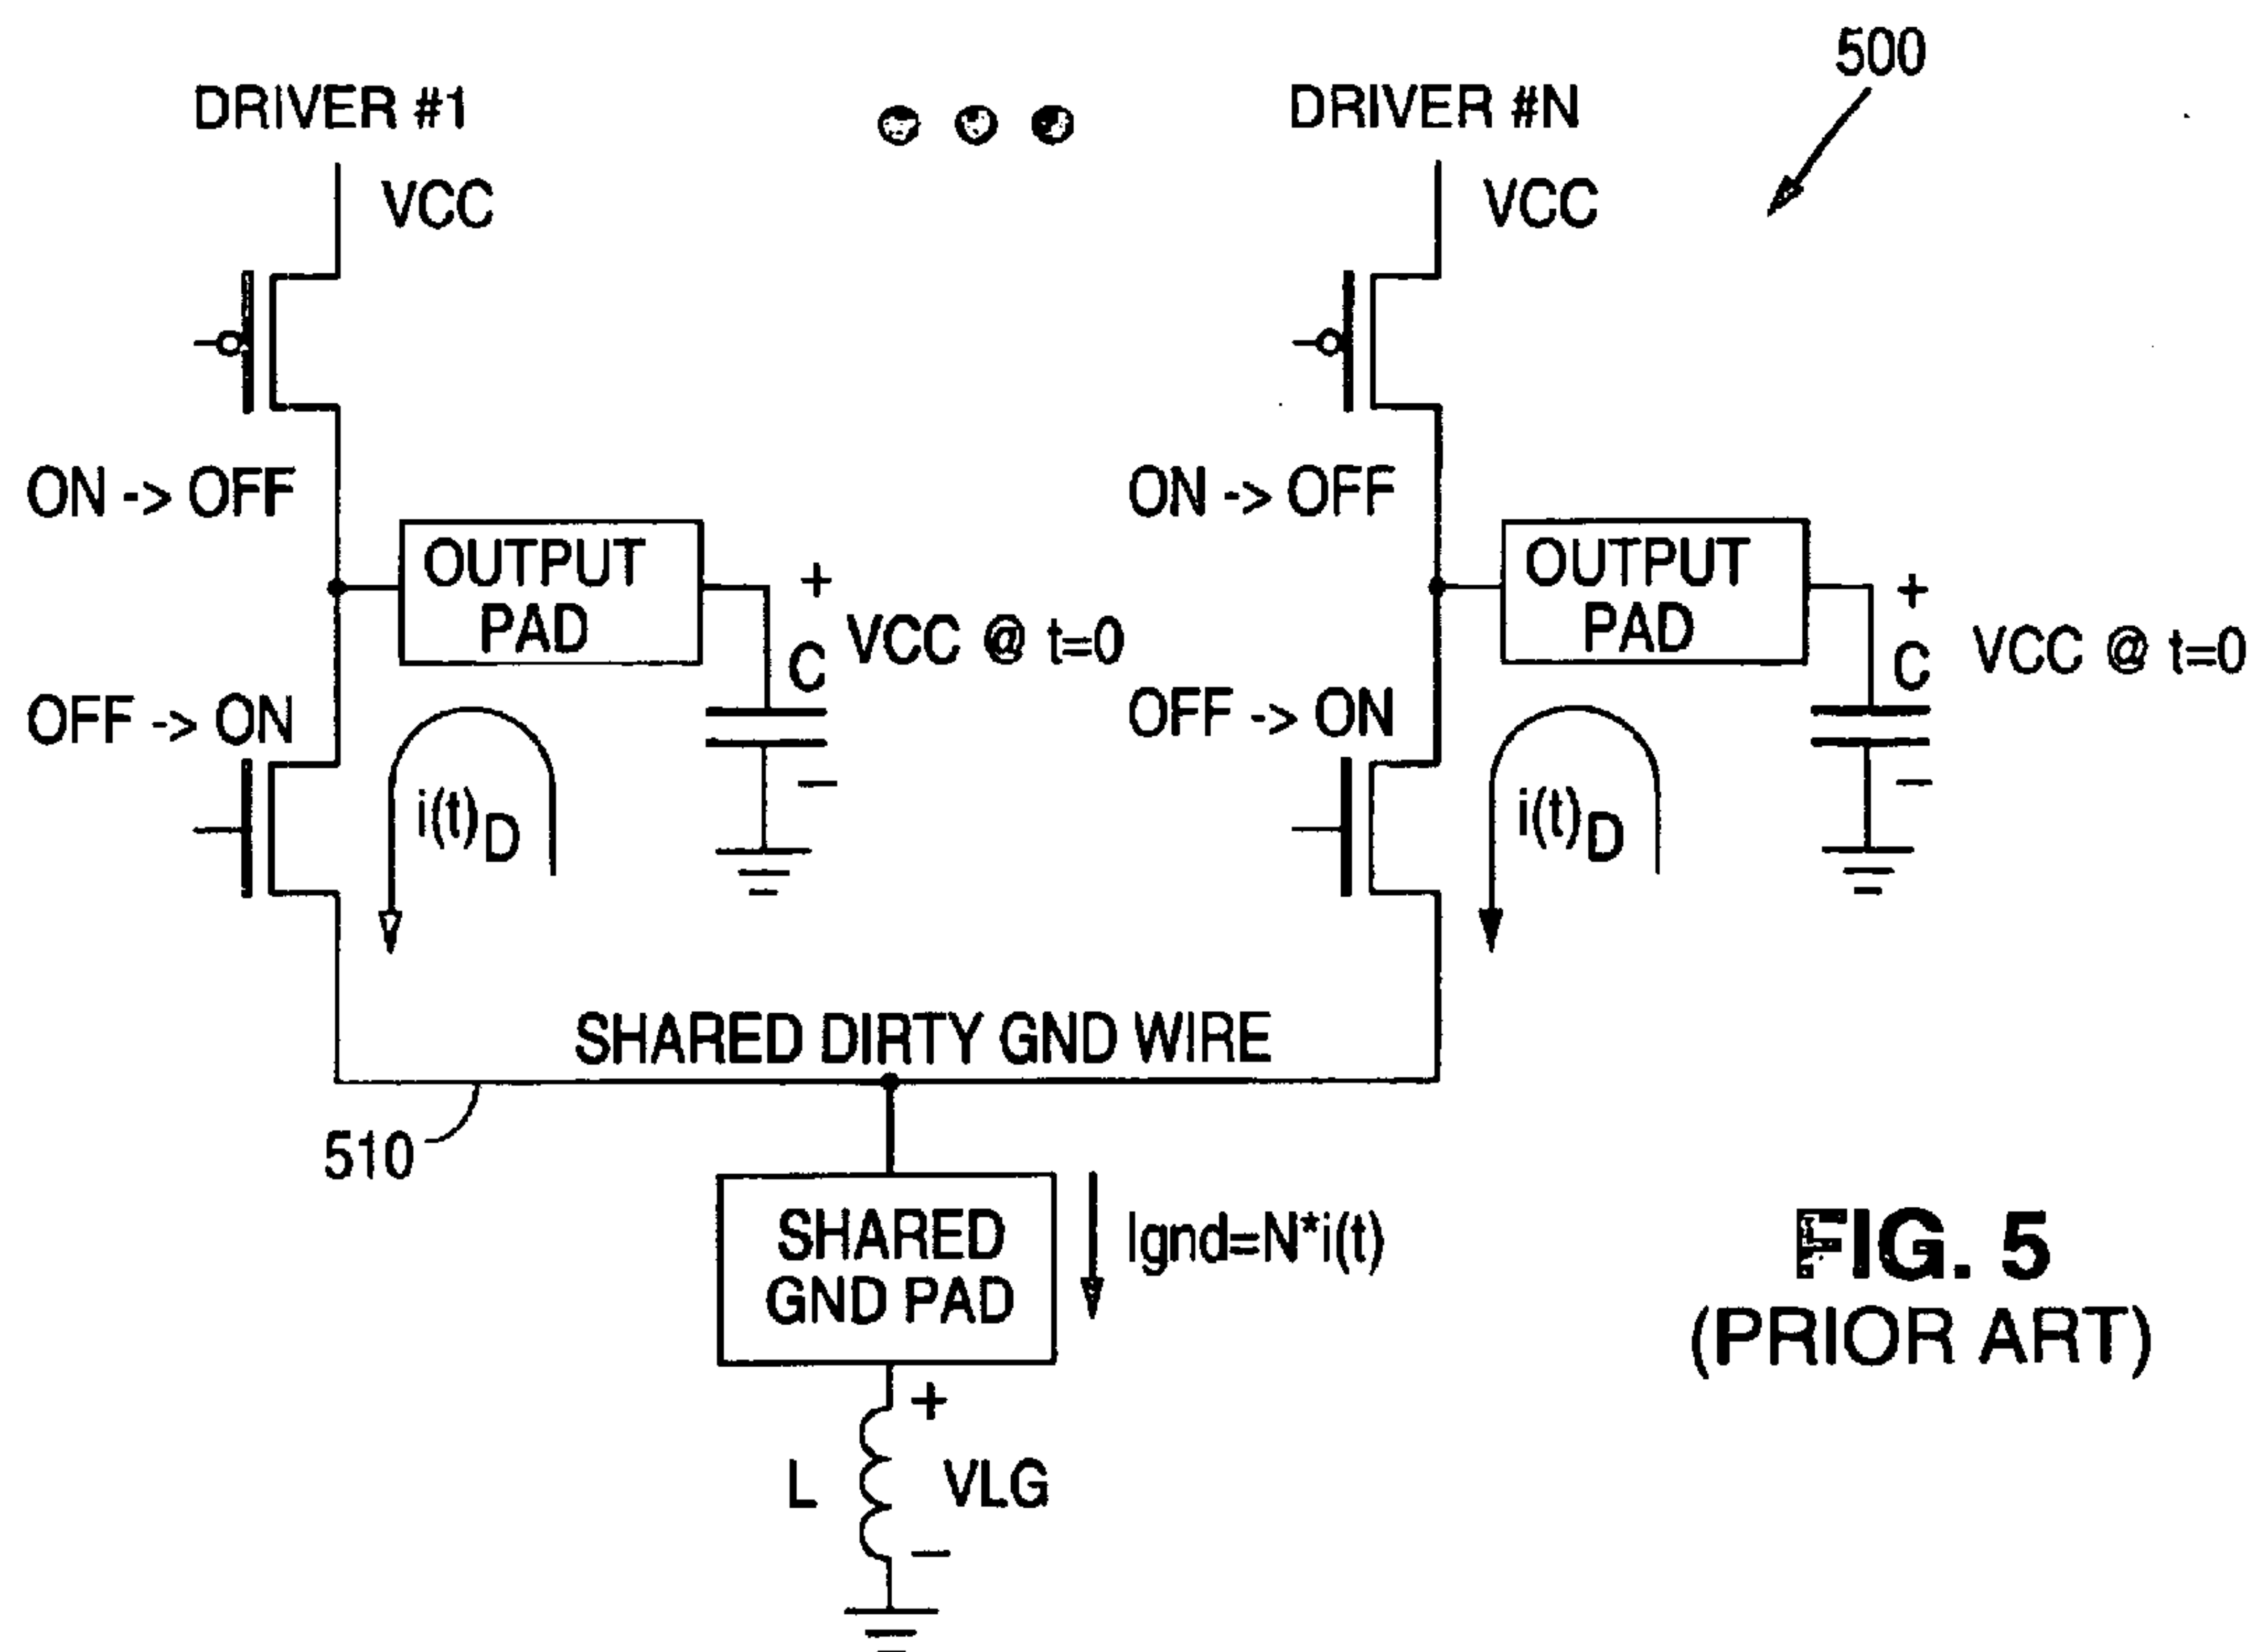 500
DRIVER #1
DRIVER #N
VCC
VCC
ON -> OFF
ON -> OFF
OUTPUT
PAD
+
C
VCC @ t=0
−
OUTPUT
PAD
+
C
VCC @ t=0
−
OFF -> ON
OFF -> ON
i(t)D
i(t)D
SHARED DIRTY GND WIRE
510
SHARED
GND PAD
Ignd=N*i(t)
+
L
VLG
−
FIG. 5
(PRIOR ART)